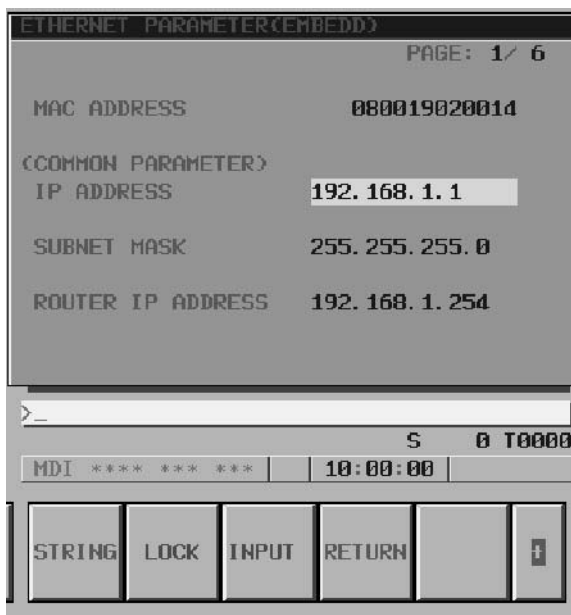 ETHERNET PARAMETER(EMBEDD)
PAGE: 1/ 6
MAC ADDRESS 080019020014
(COMMON PARAMETER)
IP ADDRESS 192.168.1.1
SUBNET MASK 255.255.255.0
ROUTER IP ADDRESS 192.168.1.254
>_
S 0 T0000
MDI **** *** *** 10:00:00
STRING LOCK INPUT RETURN +